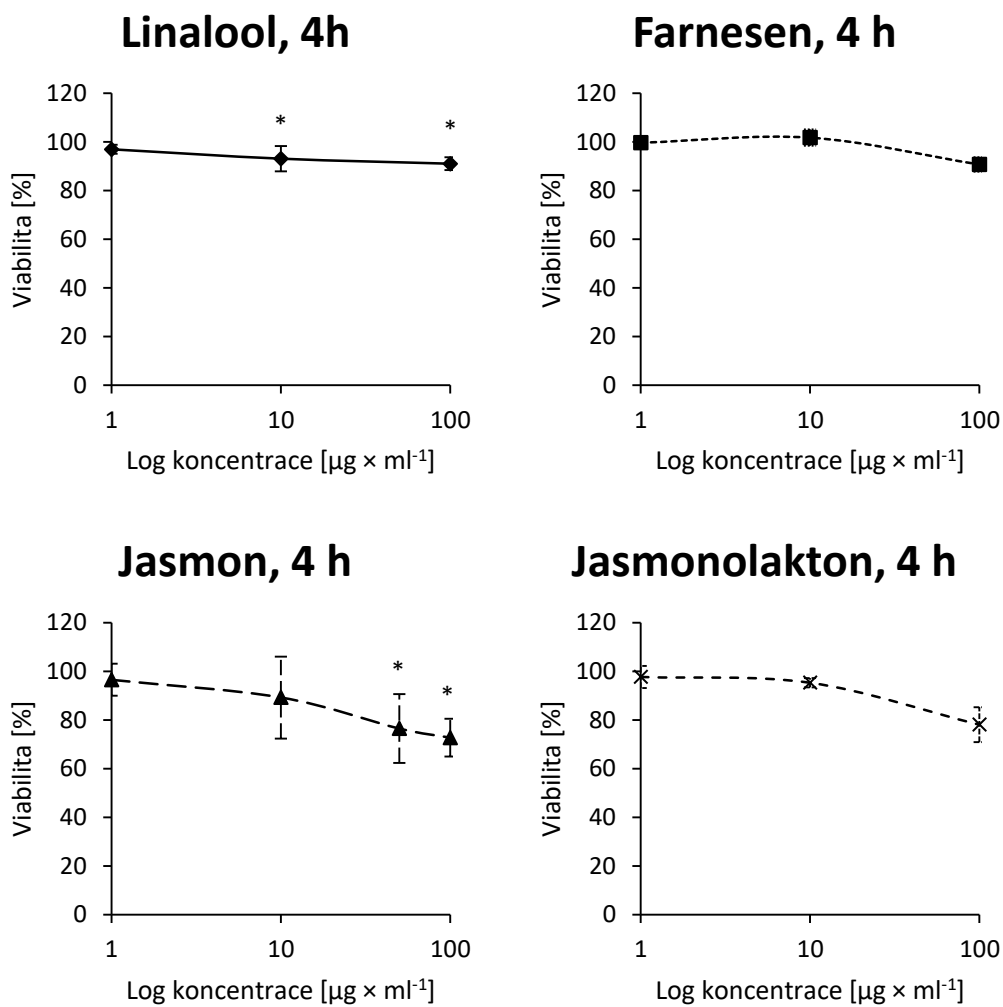 Linalool, 4h
120
100
80
60
40
20
0
Viabilita [%]
* *
1 10 100
Log koncentrace [µg × ml⁻¹]
Farnesen, 4 h
120
100
80
60
40
20
0
Viabilita [%]
1 10 100
Log koncentrace [µg × ml⁻¹]
Jasmon, 4 h
120
100
80
60
40
20
0
Viabilita [%]
* *
1 10 100
Log koncentrace [µg × ml⁻¹]
Jasmonolakton, 4 h
120
100
80
60
40
20
0
Viabilita [%]
1 10 100
Log koncentrace [µg × ml⁻¹]